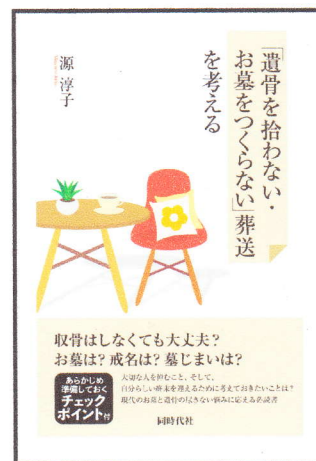 「遺骨を拾わない・
お墓をつくらない」葬送
を考える
源 淳子
収骨はしなくても大丈夫？
お墓は？ 戒名は？ 墓じまいは？
あらかじめ
準備しておく
チェック
ポイント付
大切な人を悼むこと、そして、
自分らしい終末を迎えるために考えておきたいことは？
現代のお墓と遺骨の尽きない悩みに応える必読書
同時代社